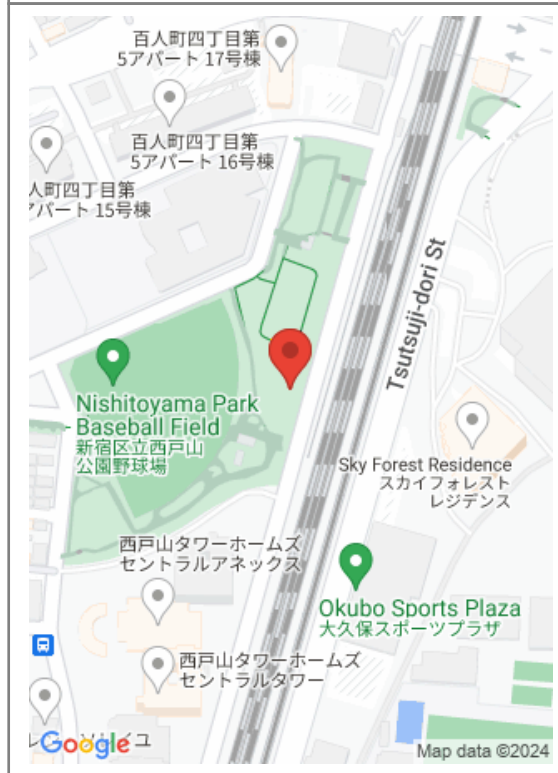 百人町四丁目第
5アパート 17号棟
百人町四丁目第
5アパート 16号棟
人町四丁目第
アパート 15号棟
Tsutsuji-dori St
Nishitoyama Park
Baseball Field
新宿区立西戸山
公園野球場
Sky Forest Residence
スカイフォレスト
レジデンス
西戸山タワーホームズ
セントラルアネックス
Okubo Sports Plaza
大久保スポーツプラザ
西戸山タワーホームズ
セントラルタワー
Google
Map data ©2024